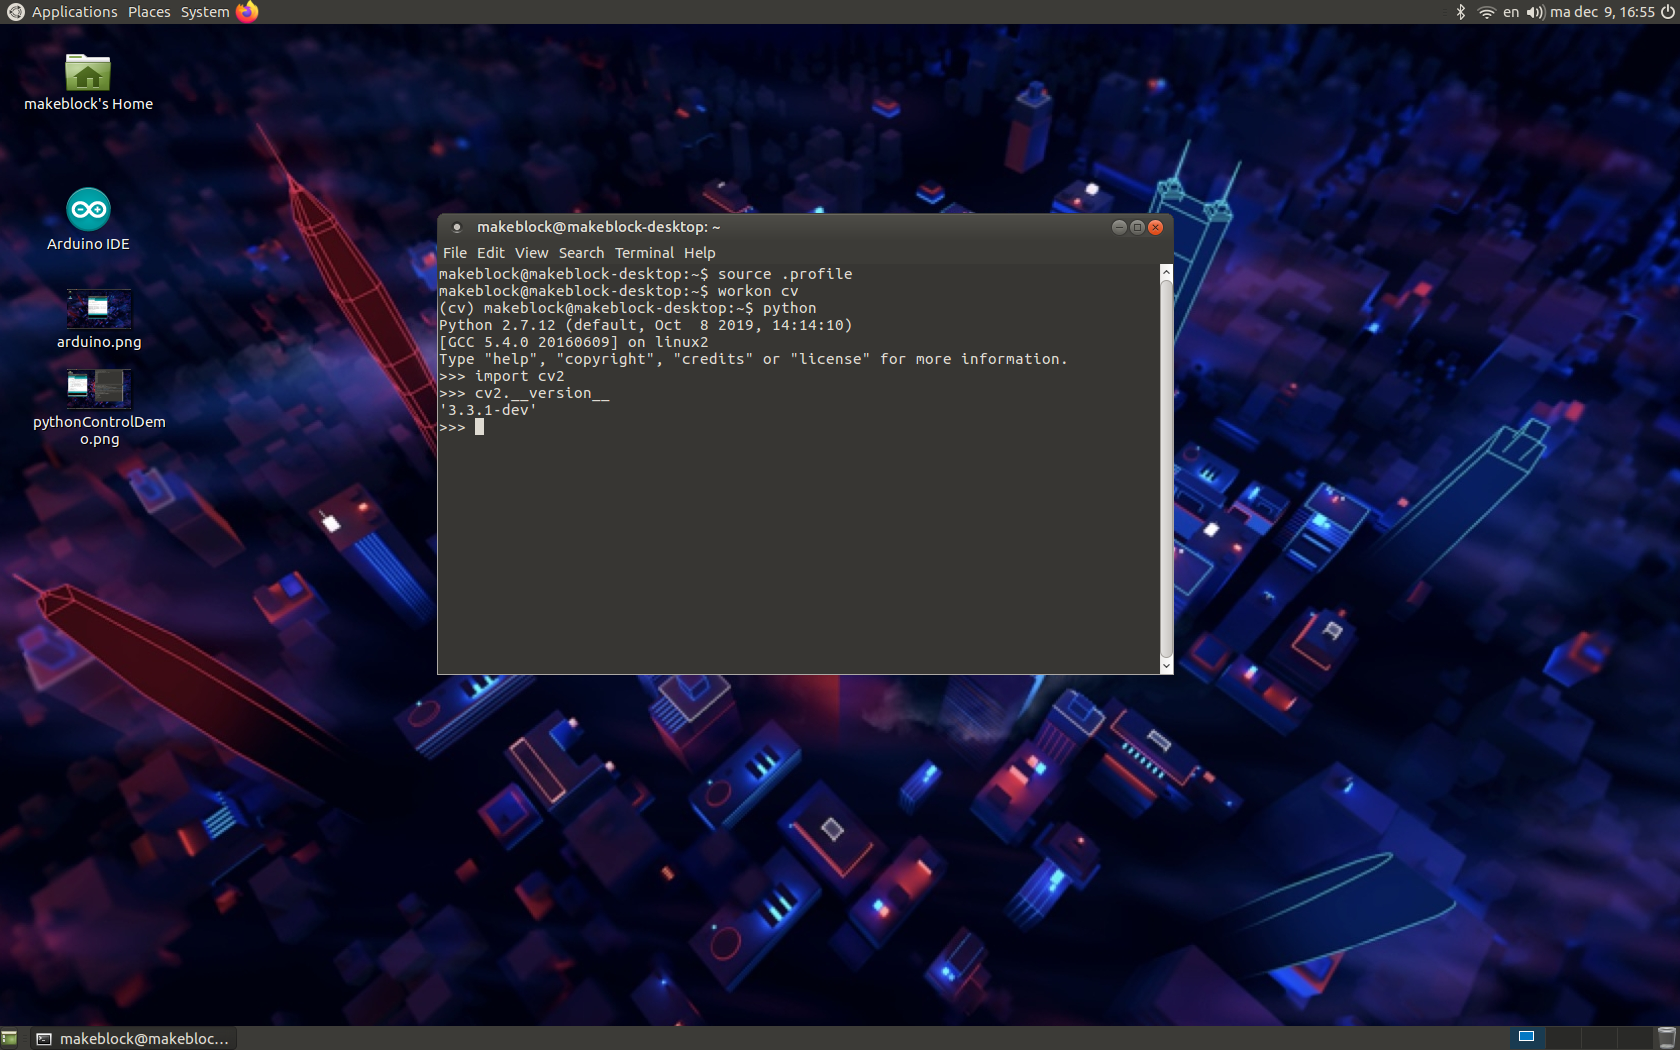 Applications Places System
en ma dec 9, 16:55
makeblock's Home
Arduino IDE
arduino.png
pythonControlDem
o.png
makeblock@makeblock-desktop: ~
File Edit View Search Terminal Help
makeblock@makeblock-desktop:~$ source .profile
makeblock@makeblock-desktop:~$ workon cv
(cv) makeblock@makeblock-desktop:~$ python
Python 2.7.12 (default, Oct  8 2019, 14:14:10)
[GCC 5.4.0 20160609] on linux2
Type "help", "copyright", "credits" or "license" for more information.
>>> import cv2
>>> cv2.__version__
'3.3.1-dev'
>>>
makeblock@makebloc...